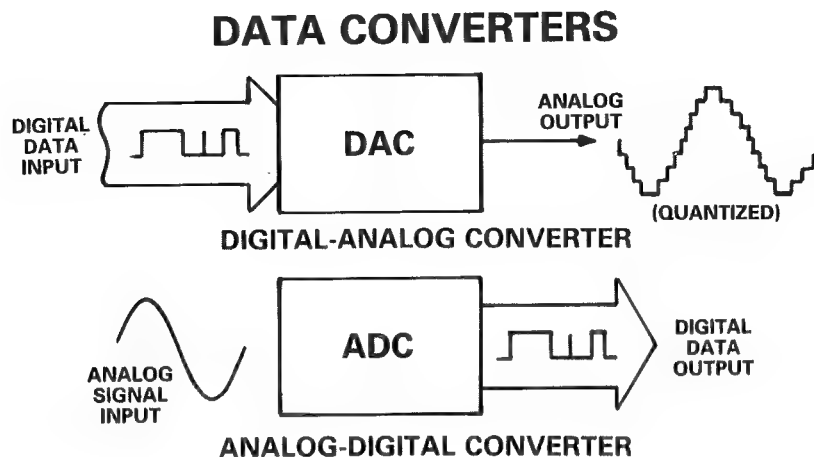 DATA CONVERTERS
DIGITAL
DATA
INPUT
DAC
ANALOG
OUTPUT
(QUANTIZED)
DIGITAL-ANALOG CONVERTER
ANALOG
SIGNAL
INPUT
ADC
DIGITAL
DATA
OUTPUT
ANALOG-DIGITAL CONVERTER